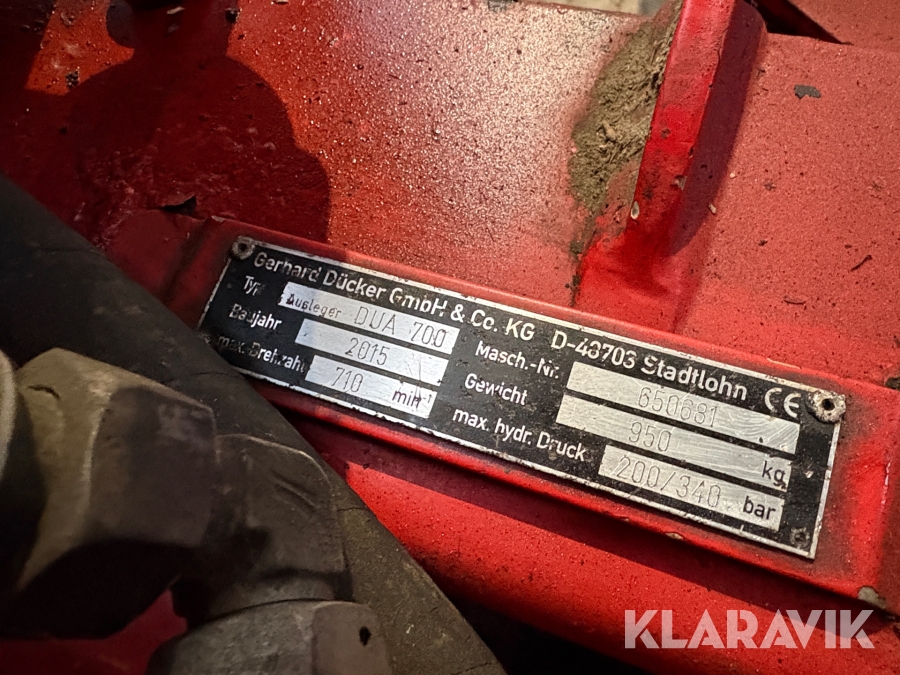 Gerhard Dücker GmbH & Co. KG D-48703 Stadtlohn CE
Typ Ausleger DUA 700 Masch.-Nr. 650681
Baujahr 2015 Gewicht 950 kg
max. Drehzahl 710 min-1 max. hydr. Druck 200/340 bar
KLARAVIK